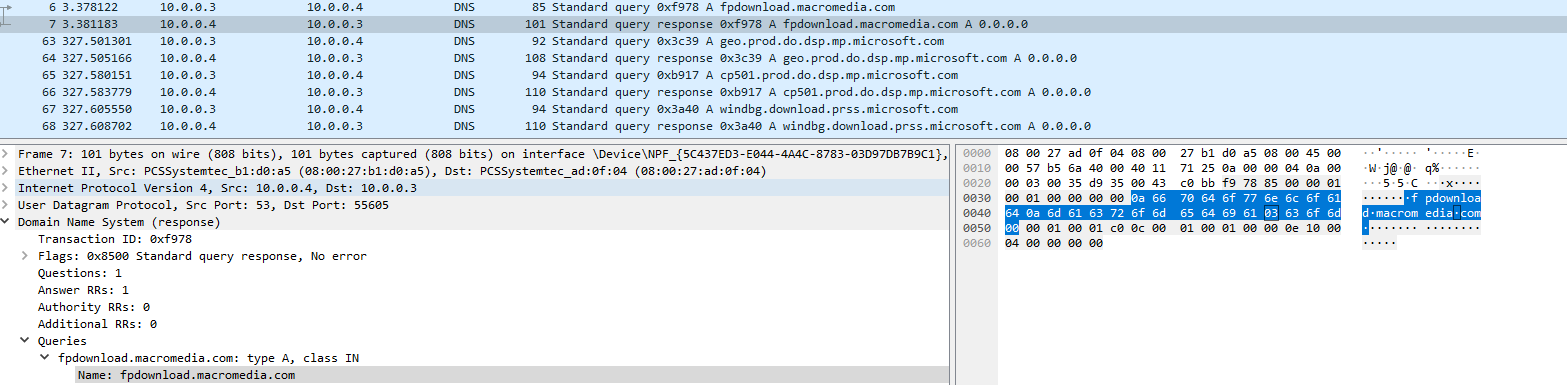 6 3.378122 10.0.0.3 10.0.0.4 DNS 85 Standard query 0xf978 A fpdownload.macromedia.com
7 3.381183 10.0.0.4 10.0.0.3 DNS 101 Standard query response 0xf978 A fpdownload.macromedia.com A 0.0.0.0
63 327.501301 10.0.0.3 10.0.0.4 DNS 92 Standard query 0x3c39 A geo.prod.do.dsp.mp.microsoft.com
64 327.505166 10.0.0.4 10.0.0.3 DNS 108 Standard query response 0x3c39 A geo.prod.do.dsp.mp.microsoft.com A 0.0.0.0
65 327.580151 10.0.0.3 10.0.0.4 DNS 94 Standard query 0xb917 A cp501.prod.do.dsp.mp.microsoft.com
66 327.583779 10.0.0.4 10.0.0.3 DNS 110 Standard query response 0xb917 A cp501.prod.do.dsp.mp.microsoft.com A 0.0.0.0
67 327.605550 10.0.0.3 10.0.0.4 DNS 94 Standard query 0x3a40 A windbg.download.prss.microsoft.com
68 327.608702 10.0.0.4 10.0.0.3 DNS 110 Standard query response 0x3a40 A windbg.download.prss.microsoft.com A 0.0.0.0
Frame 7: 101 bytes on wire (808 bits), 101 bytes captured (808 bits) on interface \Device\NPF_{5C437ED3-E044-4A4C-8783-03D97DB7B9C1},
Ethernet II, Src: PCSSystemtec_b1:d0:a5 (08:00:27:b1:d0:a5), Dst: PCSSystemtec_ad:0f:04 (08:00:27:ad:0f:04)
Internet Protocol Version 4, Src: 10.0.0.4, Dst: 10.0.0.3
User Datagram Protocol, Src Port: 53, Dst Port: 55605
Domain Name System (response)
Transaction ID: 0xf978
Flags: 0x8500 Standard query response, No error
Questions: 1
Answer RRs: 1
Authority RRs: 0
Additional RRs: 0
Queries
fpdownload.macromedia.com: type A, class IN
Name: fpdownload.macromedia.com
0000 08 00 27 ad 0f 04 08 00 27 b1 d0 a5 08 00 45 00 ··'····· '·····E·
0010 00 57 b5 6a 40 00 40 11 71 25 0a 00 00 04 0a 00 ·W·j@·@· q%······
0020 00 03 00 35 d9 35 00 43 c0 bb f9 78 85 00 00 01 ···5·5·C ···x····
0030 00 01 00 00 00 00 0a 66 70 64 6f 77 6e 6c 6f 61 ·······f pdownloa
0040 64 0a 6d 61 63 72 6f 6d 65 64 69 61 03 63 6f 6d d·macrom edia·com
0050 00 00 01 00 01 c0 0c 00 01 00 01 00 00 0e 10 00 ········ ········
0060 04 00 00 00 00 ·····